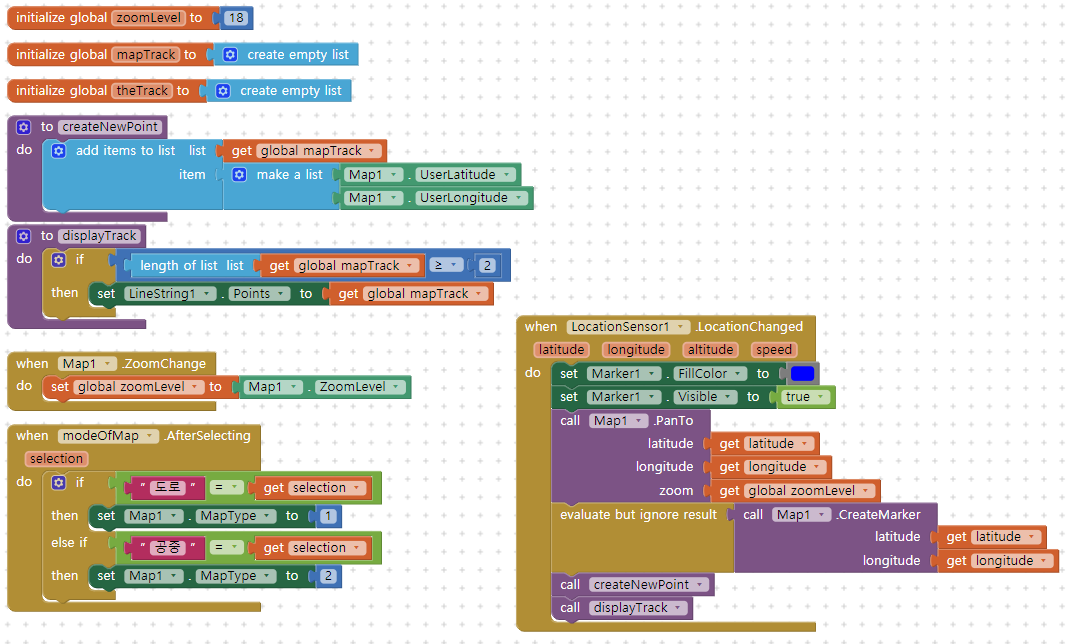 initialize global zoomLevel to 18
initialize global mapTrack to create empty list
initialize global theTrack to create empty list
to createNewPoint
do add items to list list get global mapTrack
item make a list Map1 . UserLatitude
Map1 . UserLongitude
to displayTrack
do if length of list list get global mapTrack ≥ 2
then set LineString1 . Points to get global mapTrack
when Map1 .ZoomChange
do set global zoomLevel to Map1 . ZoomLevel
when modeOfMap .AfterSelecting
selection
do if " 도로 " = get selection
then set Map1 . MapType to 1
else if " 공중 " = get selection
then set Map1 . MapType to 2
when LocationSensor1 .LocationChanged
latitude longitude altitude speed
do set Marker1 . FillColor to
set Marker1 . Visible to true
call Map1 .PanTo
latitude get latitude
longitude get longitude
zoom get global zoomLevel
evaluate but ignore result call Map1 .CreateMarker
latitude get latitude
longitude get longitude
call createNewPoint
call displayTrack